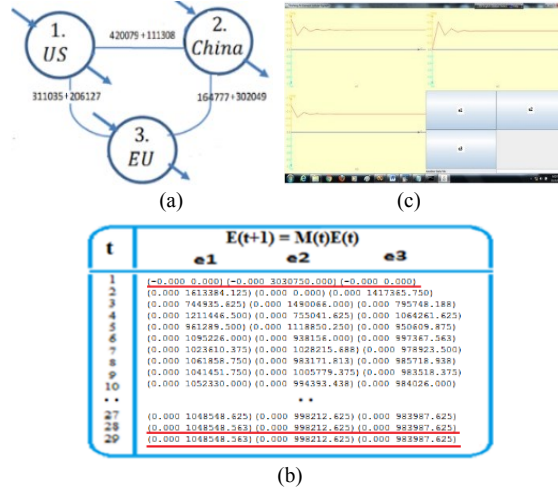 1.
US
420079+111308
2.
China
311035+206127
164777+302049
3.
EU
(a)
e1
e2
e3
(c)
t
E(t+1) = M(t)E(t)
e1 e2 e3
1 (-0.000 0.000)(-0.000 3030750.000)(-0.000 0.000)
2 (0.000 1613384.125)(0.000 0.000)(0.000 1417365.750)
3 (0.000 744935.625)(0.000 1490066.000)(0.000 795748.188)
4 (0.000 1211446.500)(0.000 755041.625)(0.000 1064261.625)
5 (0.000 961289.500)(0.000 1118850.250)(0.000 950609.875)
6 (0.000 1095226.000)(0.000 938156.000)(0.000 997367.563)
7 (0.000 1023610.375)(0.000 1028215.688)(0.000 978923.500)
8 (0.000 1061858.750)(0.000 983171.813)(0.000 985718.938)
9 (0.000 1041451.750)(0.000 1005779.375)(0.000 983518.375)
10 (0.000 1052330.000)(0.000 994393.438)(0.000 984026.000)
.. ..
27 (0.000 1048548.625)(0.000 998212.625)(0.000 983987.625)
28 (0.000 1048548.563)(0.000 998212.625)(0.000 983987.625)
29 (0.000 1048548.563)(0.000 998212.625)(0.000 983987.625)
(b)